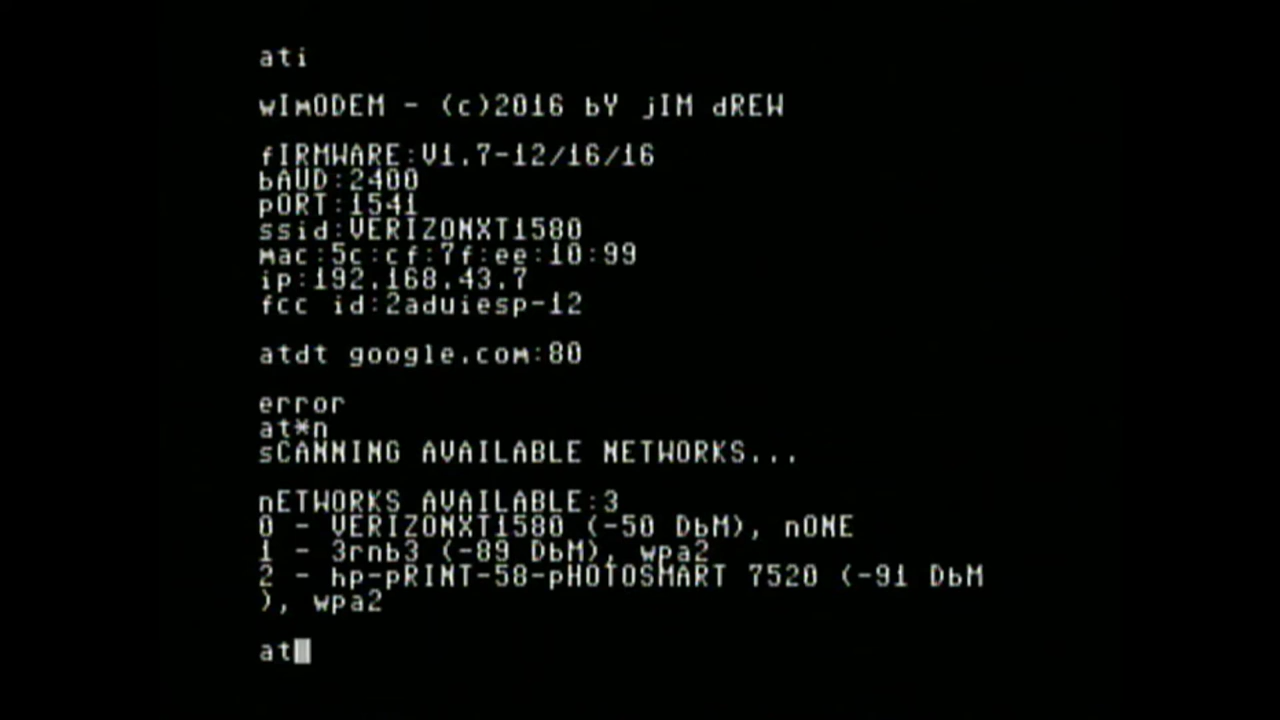 ati
wImODEM - (c)2016 bY jIM dREW
fIRMWARE:V1.7-12/16/16
bAUD:2400
pORT:1541
ssid:VERIZONXT1580
mac:5c:cf:7f:ee:10:99
ip:192.168.43.7
fcc id:2aduiesp-12
atdt google.com:80
error
at*n
sCANNING AVAILABLE NETWORKS...
nETWORKS AVAILABLE:3
0 - VERIZONXT1580 (-50 DbM), nONE
1 - 3rnb3 (-89 DbM), wpa2
2 - hp-pRINT-58-pHOTOSMART 7520 (-91 DbM
), wpa2
at